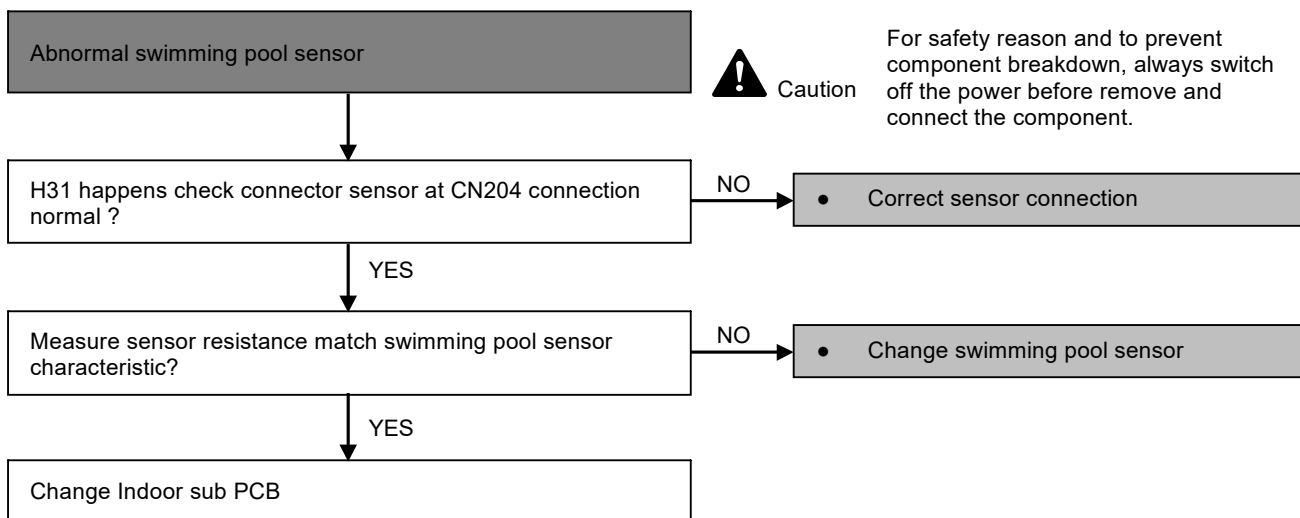 Abnormal swimming pool sensor
Caution
For safety reason and to prevent
component breakdown, always switch
off the power before remove and
connect the component.
H31 happens check connector sensor at CN204 connection
normal ?
NO
● Correct sensor connection
YES
Measure sensor resistance match swimming pool sensor
characteristic?
NO
● Change swimming pool sensor
YES
Change Indoor sub PCB